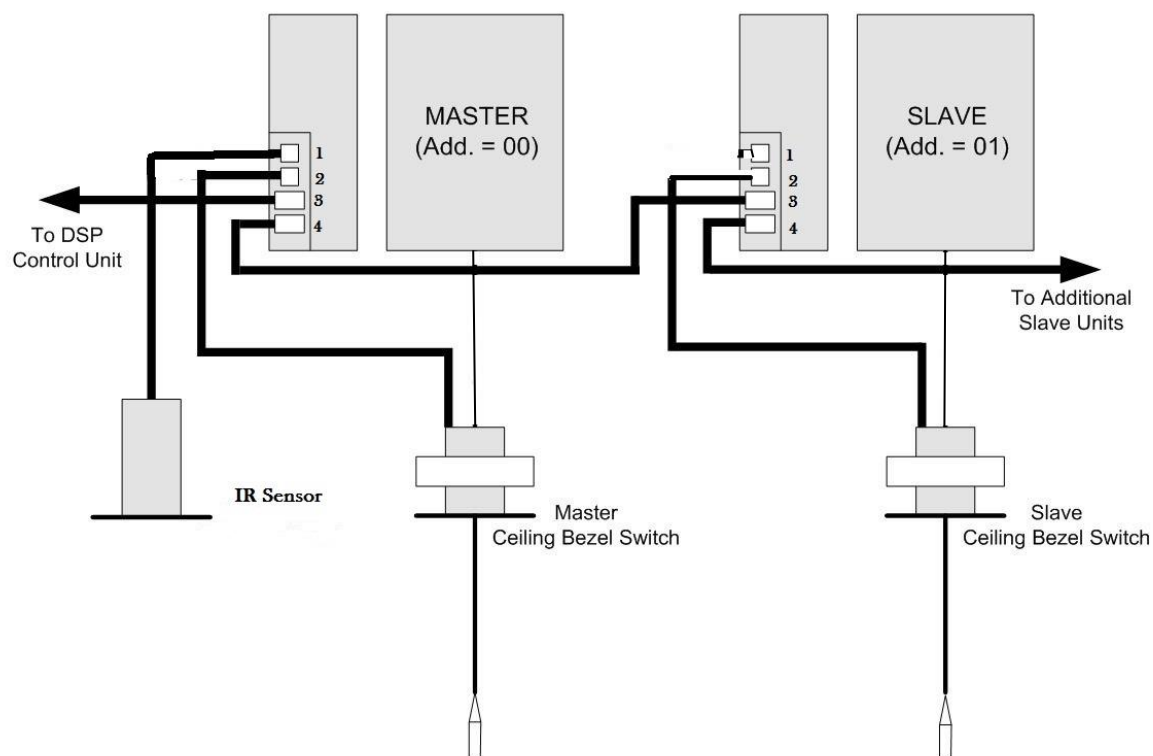 MASTER
(Add. = 00)
SLAVE
(Add. = 01)
1
2
3
4
1
2
3
4
To DSP
Control Unit
To Additional
Slave Units
IR Sensor
Master
Ceiling Bezel Switch
Slave
Ceiling Bezel Switch